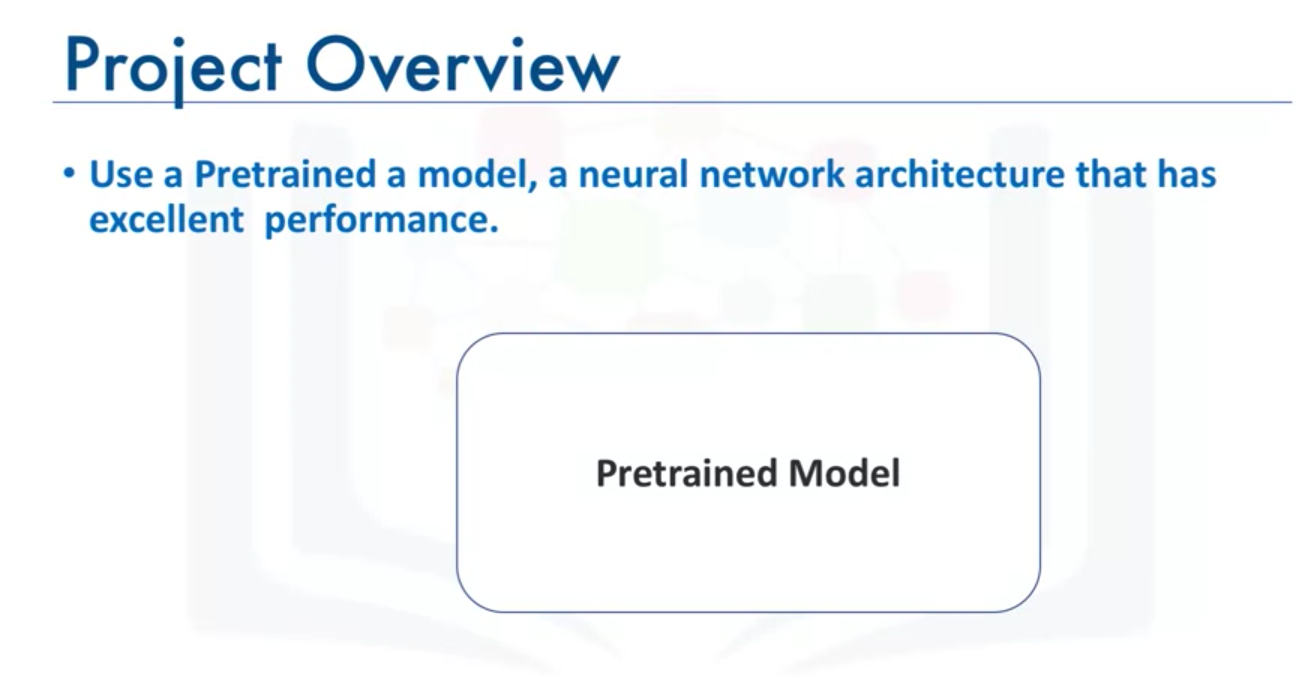 Project Overview
• Use a Pretrained a model, a neural network architecture that has
excellent  performance.
Pretrained Model